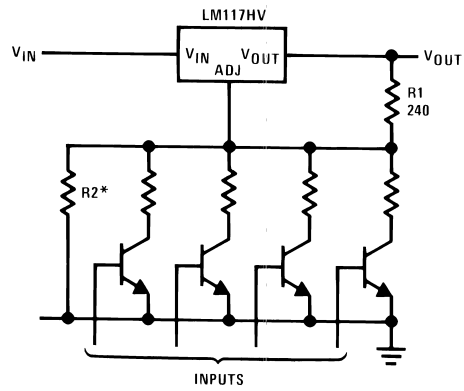 LM117HV
VIN
VIN
VOUT
ADJ
VOUT
R1
240
R2*
INPUTS